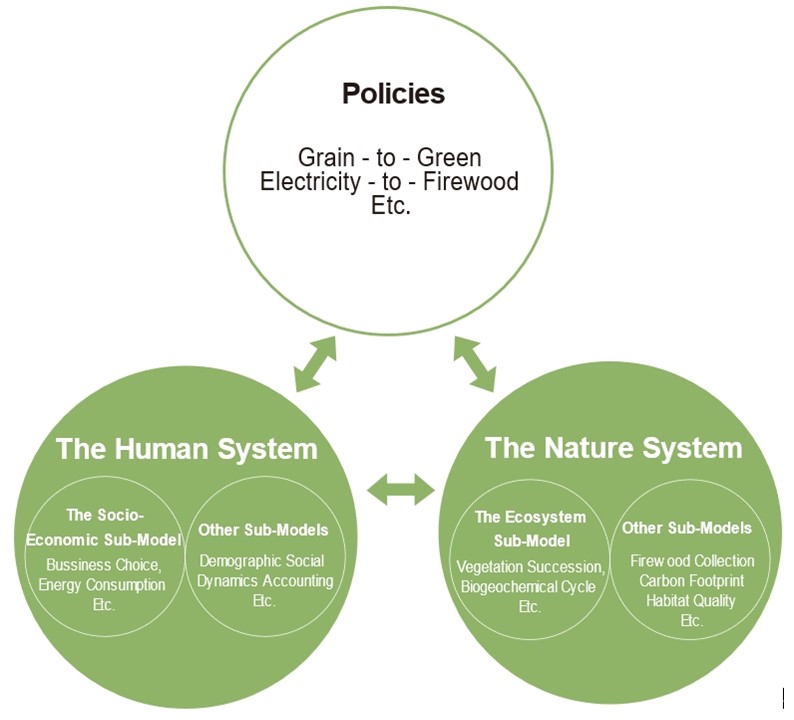 Policies
Grain - to - Green
Electricity - to - Firewood
Etc.
The Human System
The Socio-
Economic Sub-Model
Bussiness Choice,
Energy Consumption
Etc.
Other Sub-Models
Demographic Social
Dynamics Accounting
Etc.
The Nature System
The Ecosystem
Sub-Model
Vegetation Succession,
Biogeochemical Cycle
Etc.
Other Sub-Models
Firewood Collection
Carbon Footprint
Habitat Quality
Etc.